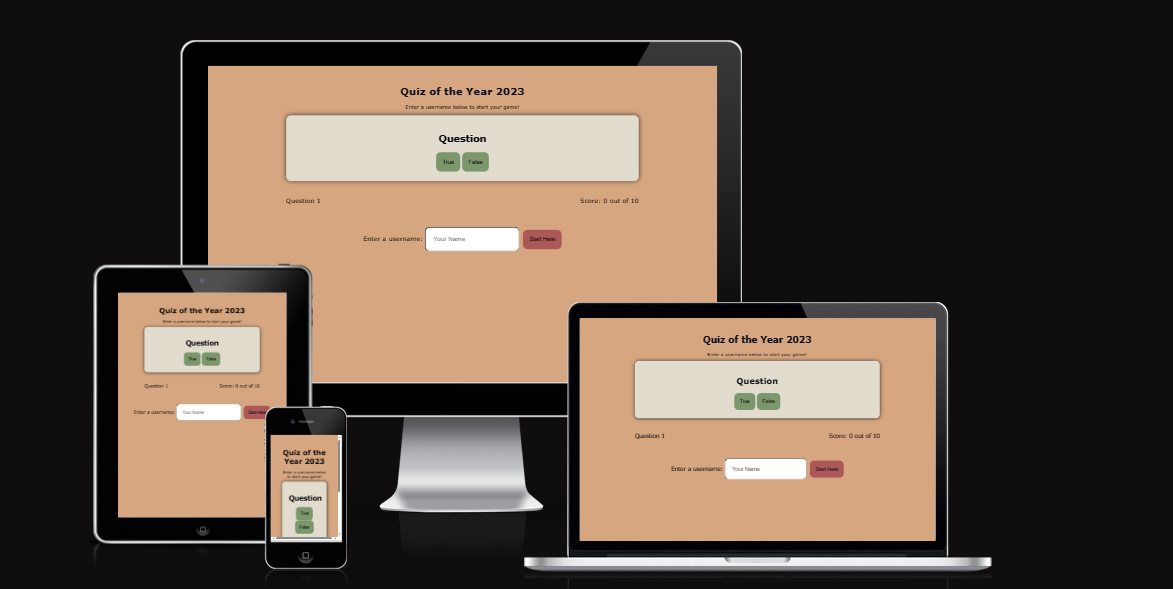 Quiz of the Year 2023
Enter a username below to start your game!
Question
True False
Question 1 Score: 0 out of 10
Enter a username: Your Name Start Here
Quiz of the Year 2023
Enter a username below to start your game!
Question
True False
Question 1 Score: 0 out of 10
Enter a username: Your Name Start Here
Quiz of the
Year 2023
Enter a username below
to start your game!
Question
True
False
Quiz of the Year 2023
Enter a username below to start your game!
Question
True False
Question 1 Score: 0 out of 10
Enter a username: Your Name Start Here